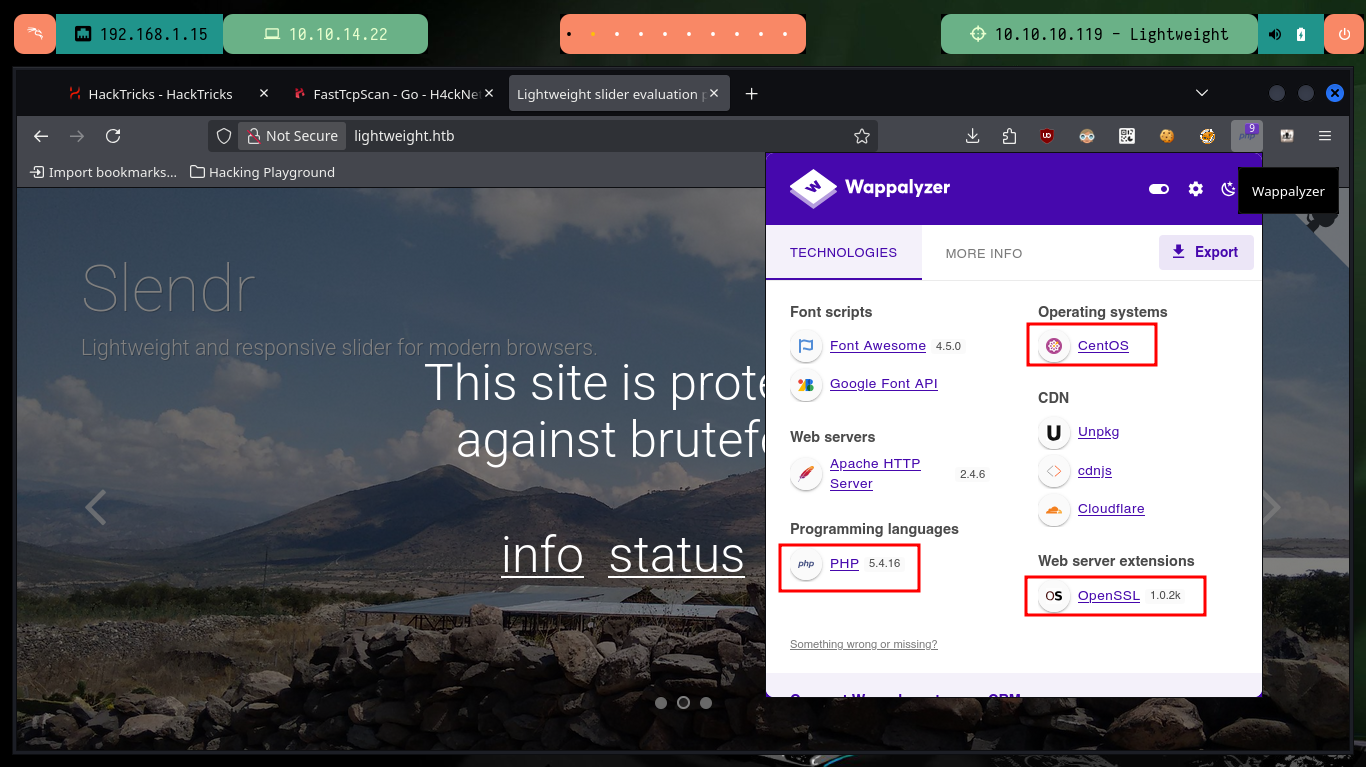 192.168.1.15
10.10.14.22
10.10.10.119 - Lightweight
HackTricks - HackTricks
FastTcpScan - Go - H4ckNe
Lightweight slider evaluation p
Not Secure
lightweight.htb
php
9
Import bookmarks...
Hacking Playground
Wappalyzer
Wappalyzer
TECHNOLOGIES
MORE INFO
Export
Slendr
Lightweight and responsive slider for modern browsers.
This site is prote
against brutefo
info status
Font scripts
Font Awesome 4.5.0
Google Font API
Web servers
Apache HTTP
Server
2.4.6
Programming languages
php PHP 5.4.16
Something wrong or missing?
Operating systems
CentOS
CDN
Unpkg
cdnjs
Cloudflare
Web server extensions
OS OpenSSL 1.0.2k